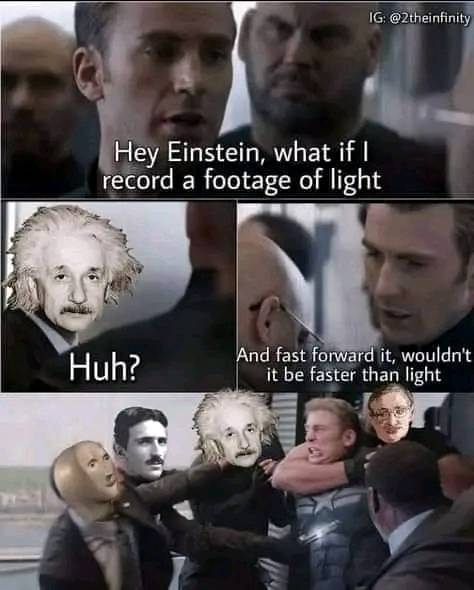 IG: @2theinfinity
Hey Einstein, what if I
record a footage of light
Huh?
And fast forward it, wouldn't
it be faster than light